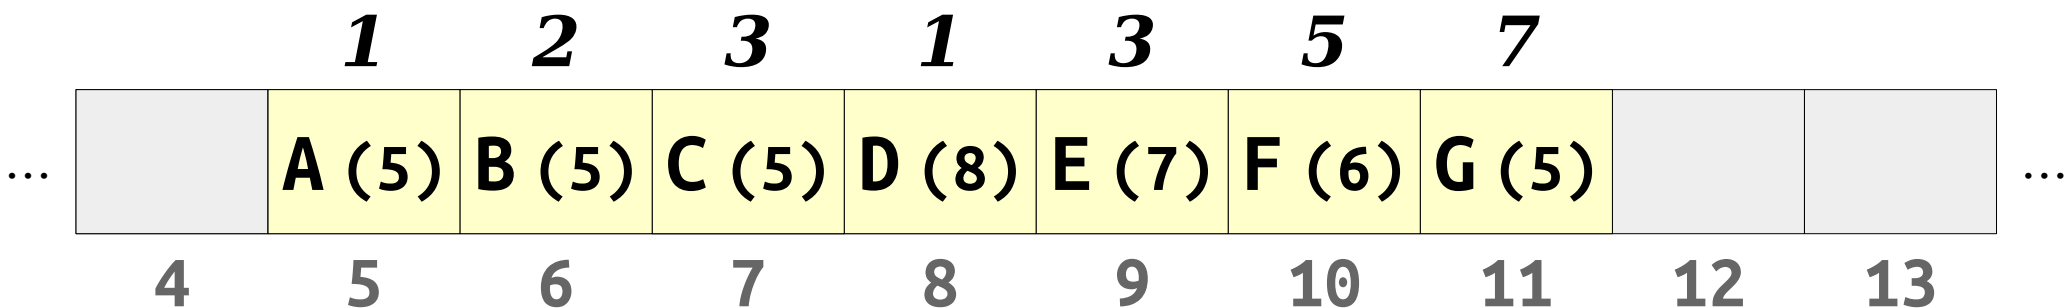 1 2 3 1 3 5 7
... A (5) B (5) C (5) D (8) E (7) F (6) G (5) ...
4 5 6 7 8 9 10 11 12 13